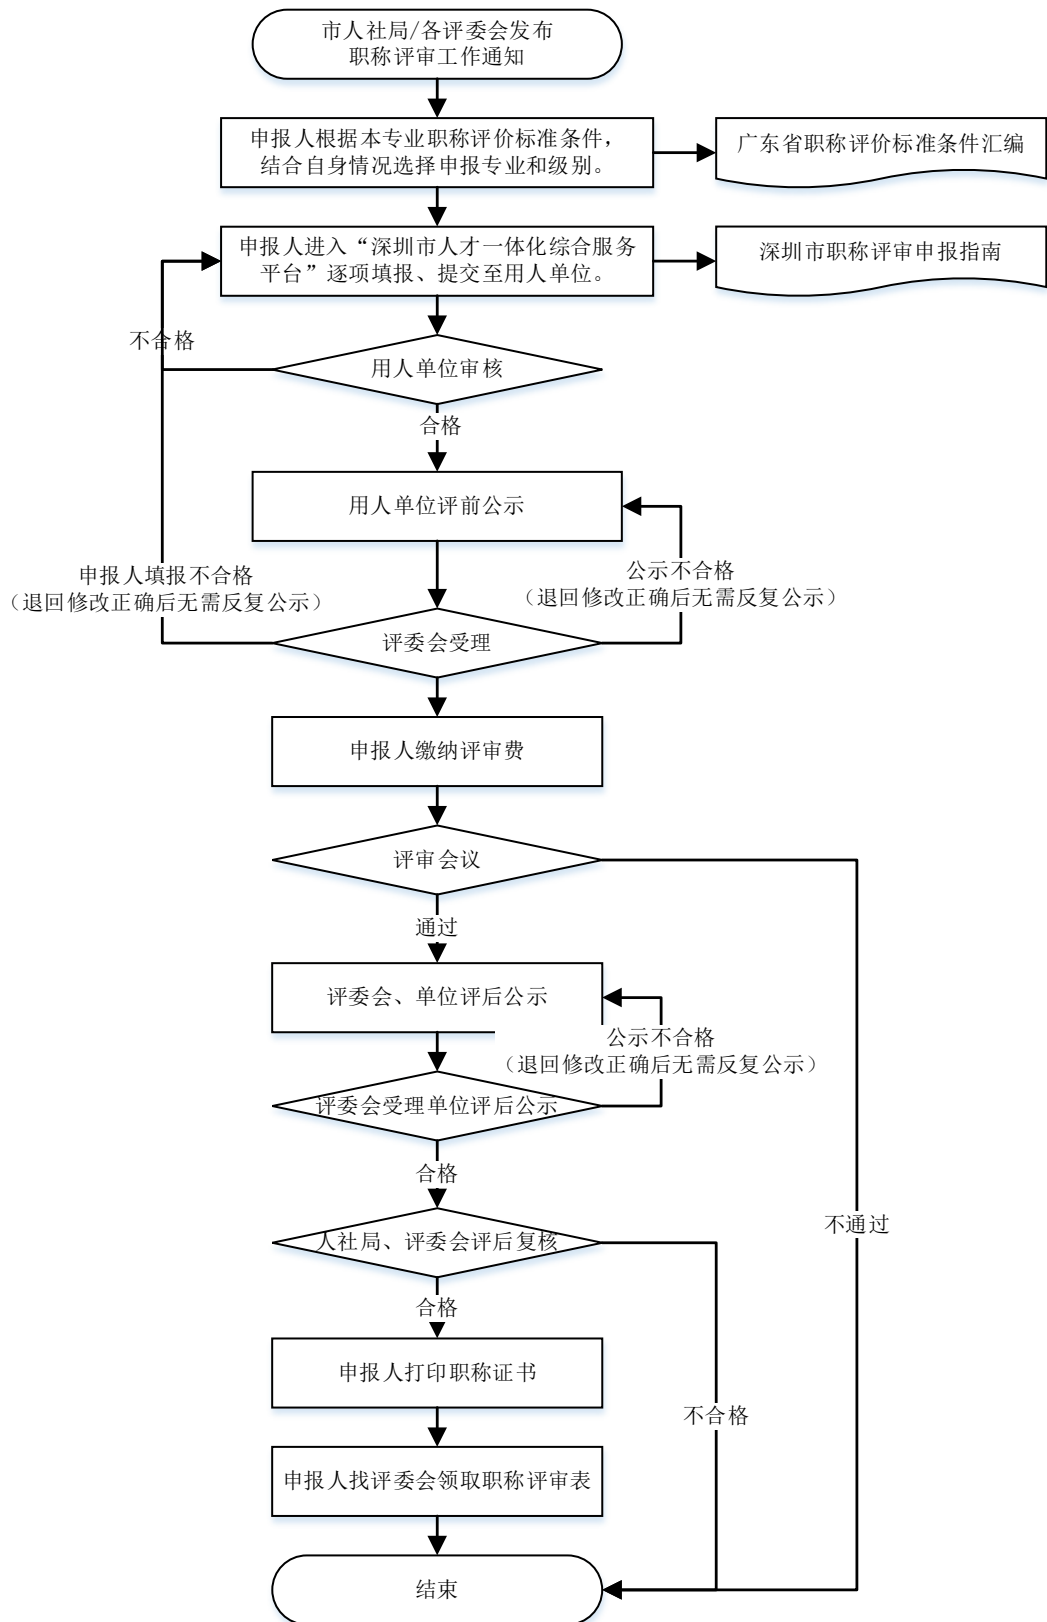 市人社局/各评委会发布
职称评审工作通知
申报人根据本专业职称评价标准条件，
结合自身情况选择申报专业和级别。
广东省职称评价标准条件汇编
申报人进入“深圳市人才一体化综合服务
平台”逐项填报、提交至用人单位。
深圳市职称评审申报指南
不合格
用人单位审核
合格
用人单位评前公示
申报人填报不合格
（退回修改正确后无需反复公示）
公示不合格
（退回修改正确后无需反复公示）
评委会受理
申报人缴纳评审费
评审会议
通过
评委会、单位评后公示
公示不合格
（退回修改正确后无需反复公示）
评委会受理单位评后公示
合格
不通过
人社局、评委会评后复核
合格
申报人打印职称证书
不合格
申报人找评委会领取职称评审表
结束